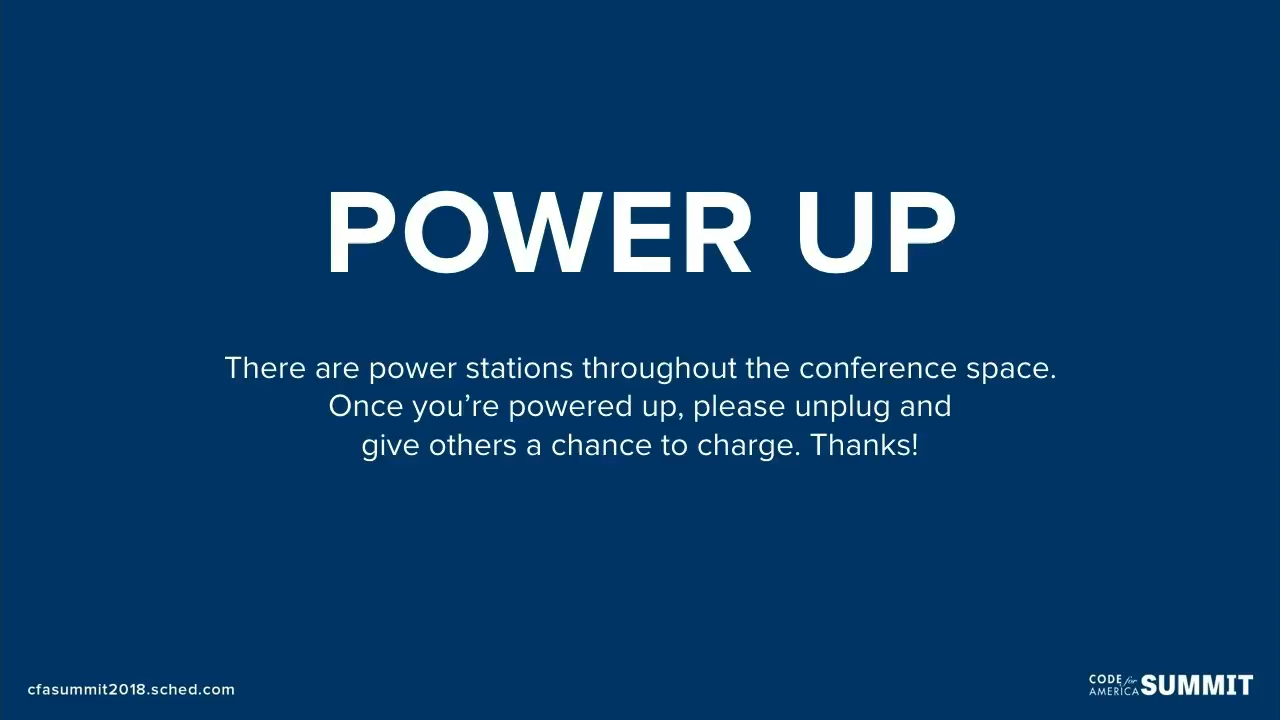 POWER UP
There are power stations throughout the conference space.
Once you’re powered up, please unplug and
give others a chance to charge. Thanks!
cfasummit2018.sched.com
CODE for
AMERICA
SUMMIT